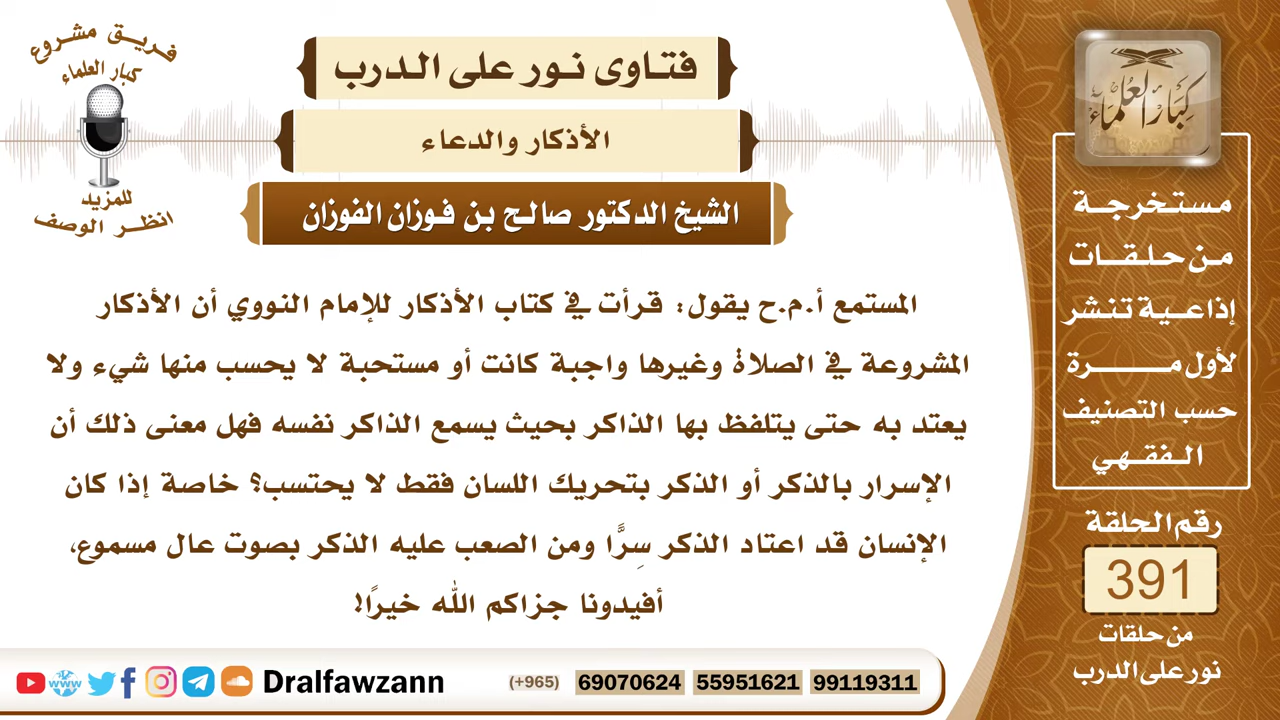 فريق مشروع
كبار العلماء
للمزيد
انظر الوصف
فتاوى نور على الدرب
الأذكار والدعاء
الشيخ الدكتور صالح بن فوزان الفوزان
المستمع أ.م.ح يقول: قرأت في كتاب الأذكار للإمام النووي أن الأذكار
المشروعة في الصلاة وغيرها واجبة كانت أو مستحبة لا يحسب منها شيء ولا
يعتد به حتى يتلفظ بها الذاكر بحيث يسمع الذاكر نفسه فهل معنى ذلك أن
الإسرار بالذكر أو الذكر بتحريك اللسان فقط لا يحتسب؟ خاصة إذا كان
الإنسان قد اعتاد الذكر سِرًّا ومن الصعب عليه الذكر بصوت عال مسموع،
أفيدونا جزاكم الله خيرًا!
كبار العلماء
مستخرجة
من حلقات
إذاعية تنشر
لأول مرة
حسب التصنيف
الفقهي
رقم الحلقة
391
من حلقات
نور على الدرب
www
Dralfawzann
(+965) 69070624 55951621 99119311